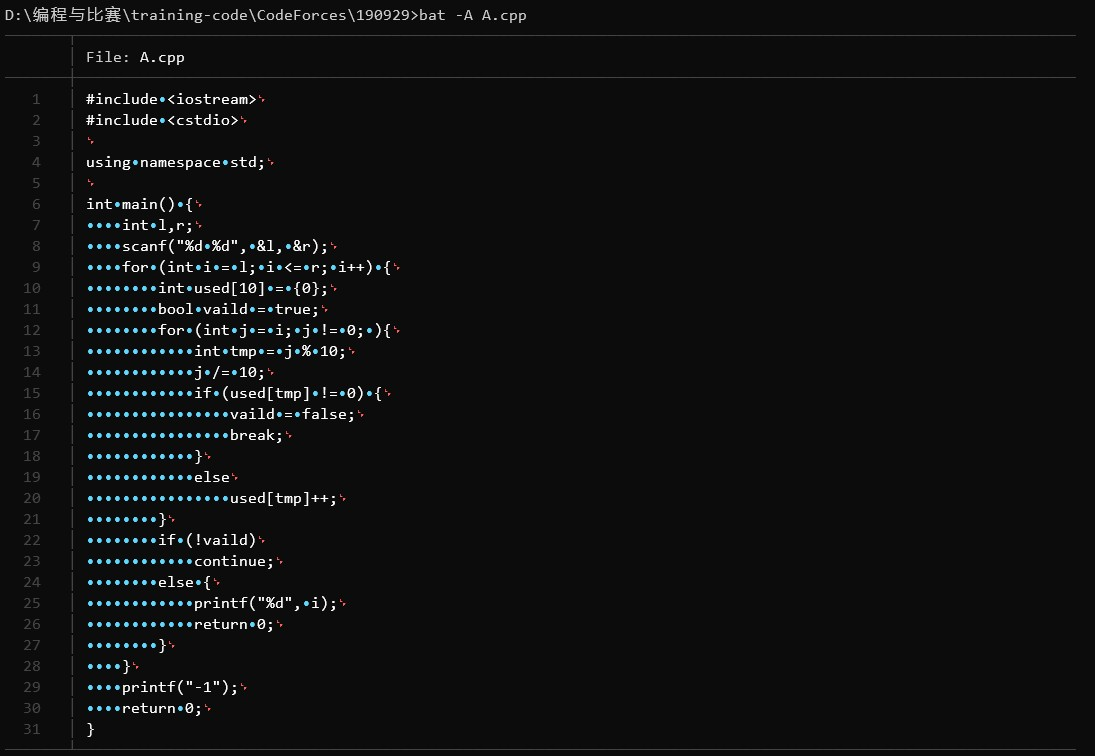 D:\编程与比赛\training-code\CodeForces\190929>bat -A A.cpp
File: A.cpp
1 #include•<iostream>␊
2 #include•<cstdio>␊
3 ␊
4 using•namespace•std;␊
5 ␊
6 int•main()•{␊
7 ••••int•l,r;␊
8 ••••scanf("%d•%d",•&l,•&r);␊
9 ••••for•(int•i•=•l;•i•<=•r;•i++)•{␊
10 ••••••••int•used[10]•=•{0};␊
11 ••••••••bool•vaild•=•true;␊
12 ••••••••for•(int•j•=•i;•j•!=•0;•){␊
13 ••••••••••••int•tmp•=•j•%•10;␊
14 ••••••••••••j•/=•10;␊
15 ••••••••••••if•(used[tmp]•!=•0)•{␊
16 ••••••••••••••••vaild•=•false;␊
17 ••••••••••••••••break;␊
18 ••••••••••••}␊
19 ••••••••••••else␊
20 ••••••••••••••••used[tmp]++;␊
21 ••••••••}␊
22 ••••••••if•(!vaild)␊
23 ••••••••••••continue;␊
24 ••••••••else•{␊
25 ••••••••••••printf("%d",•i);␊
26 ••••••••••••return•0;␊
27 ••••••••}␊
28 ••••}␊
29 ••••printf("-1");␊
30 ••••return•0;␊
31 }